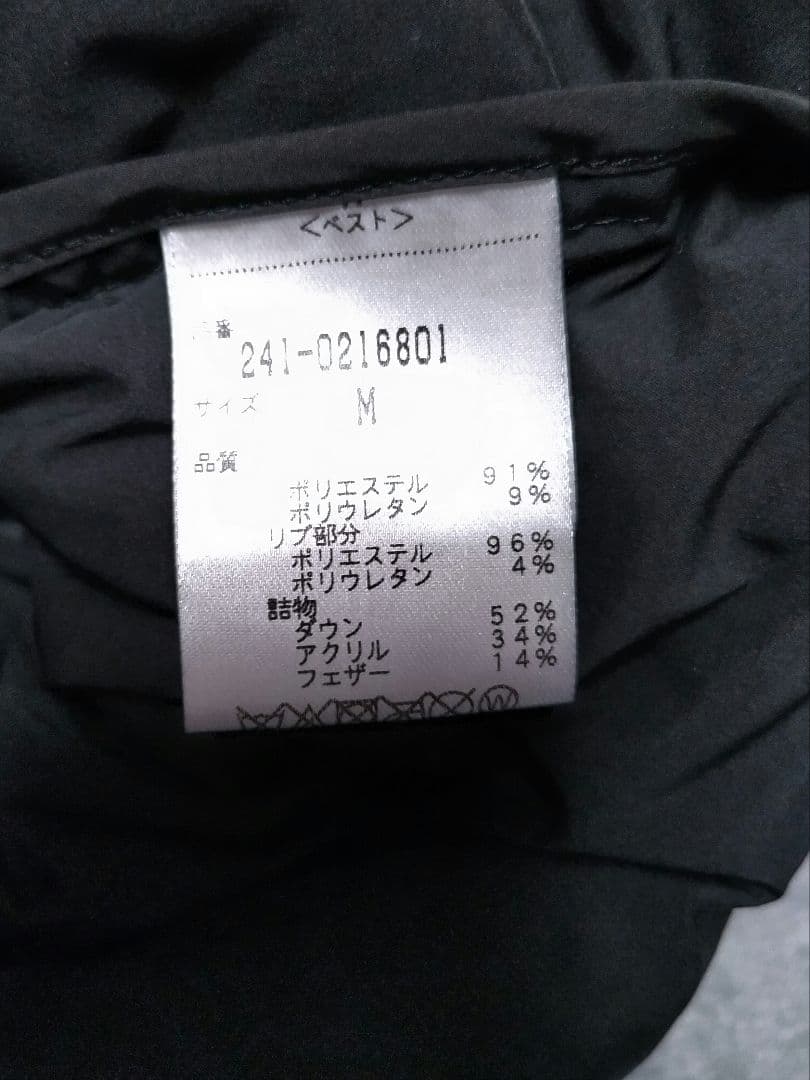 <ベスト>
品番
241-0216801
サイズ M
品質
ポリエステル 91%
ポリウレタン 9%
リブ部分
ポリエステル 96%
ポリウレタン 4%
詰物
ダウン 52%
アクリル 34%
フェザー 14%
W